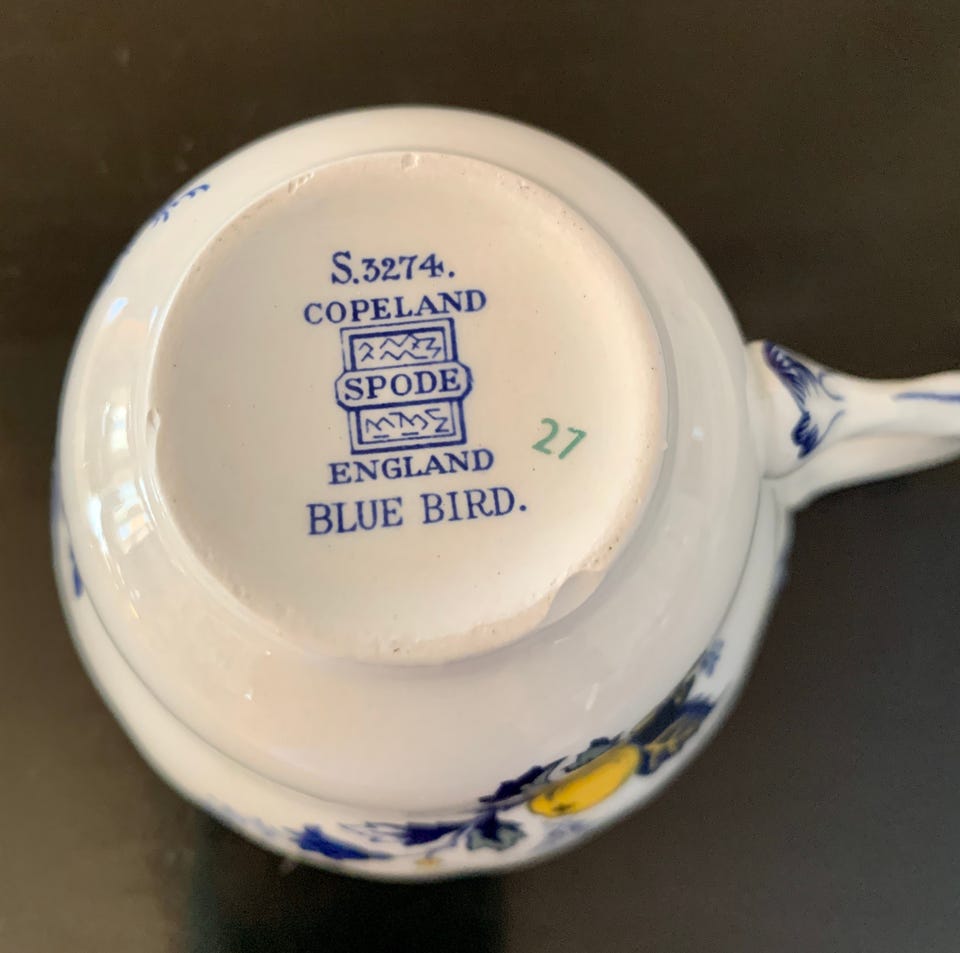 S.3274.
COPELAND
SPODE
ENGLAND
BLUE BIRD.
27